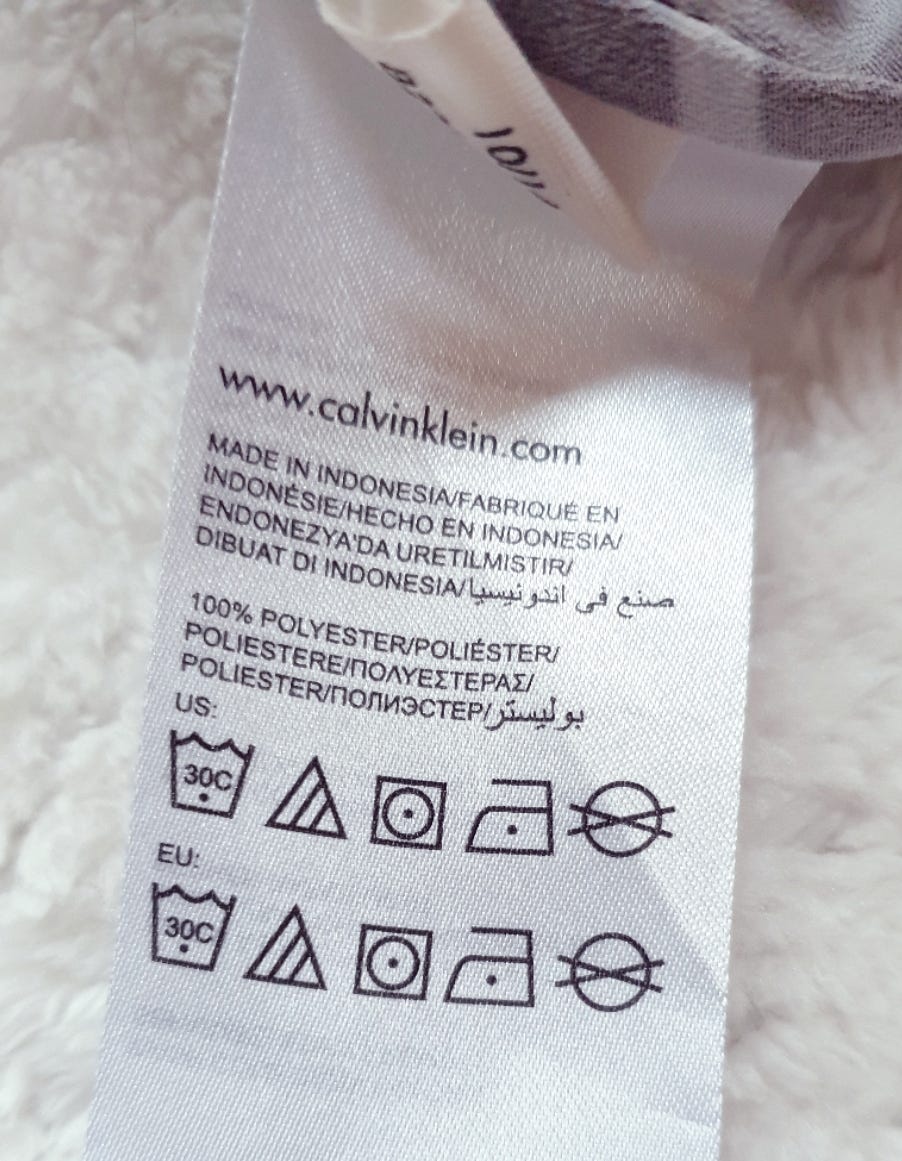 www.calvinklein.com
MADE IN INDONESIA/FABRIQUÉ EN
INDONÉSIE/HECHO EN INDONESIA/
ENDONEZYA'DA URETILMISTIR/
DIBUAT DI INDONESIA/صنع في اندونيسيا
100% POLYESTER/POLIÉSTER/
POLIESTERE/ΠΟΛΥΕΣΤΕΡΑΣ/
POLIESTER/ПОЛИЭСТЕР/بوليستر
US:
30C
EU:
30C